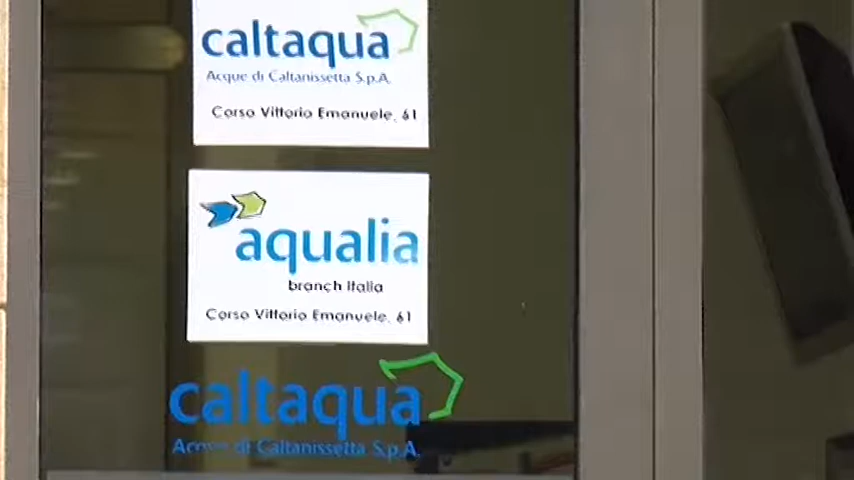 caltaqua
Acque di Caltanissetta S.p.A.
Corso Vittorio Emanuele, 61
aqualia
branch Italia
Corso Vittorio Emanuele, 61
caltaqua
Acque di Caltanissetta S.p.A.